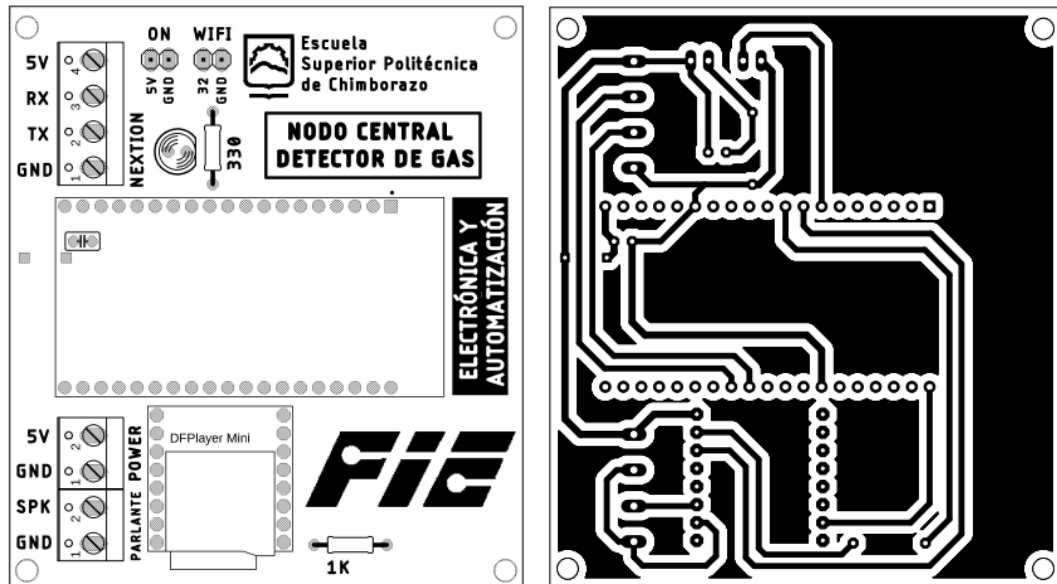 ON WIFI
5V GND 32 GND
Escuela
Superior Politécnica
de Chimborazo
5V 4
RX 3
TX 2
GND 1
NEXTION
330
NODO CENTRAL
DETECTOR DE GAS
ELECTRÓNICA Y
AUTOMATIZACIÓN
5V 2
GND 1
POWER
SPK 2
GND 1
PARLANTE
DFPlayer Mini
FIE
1K